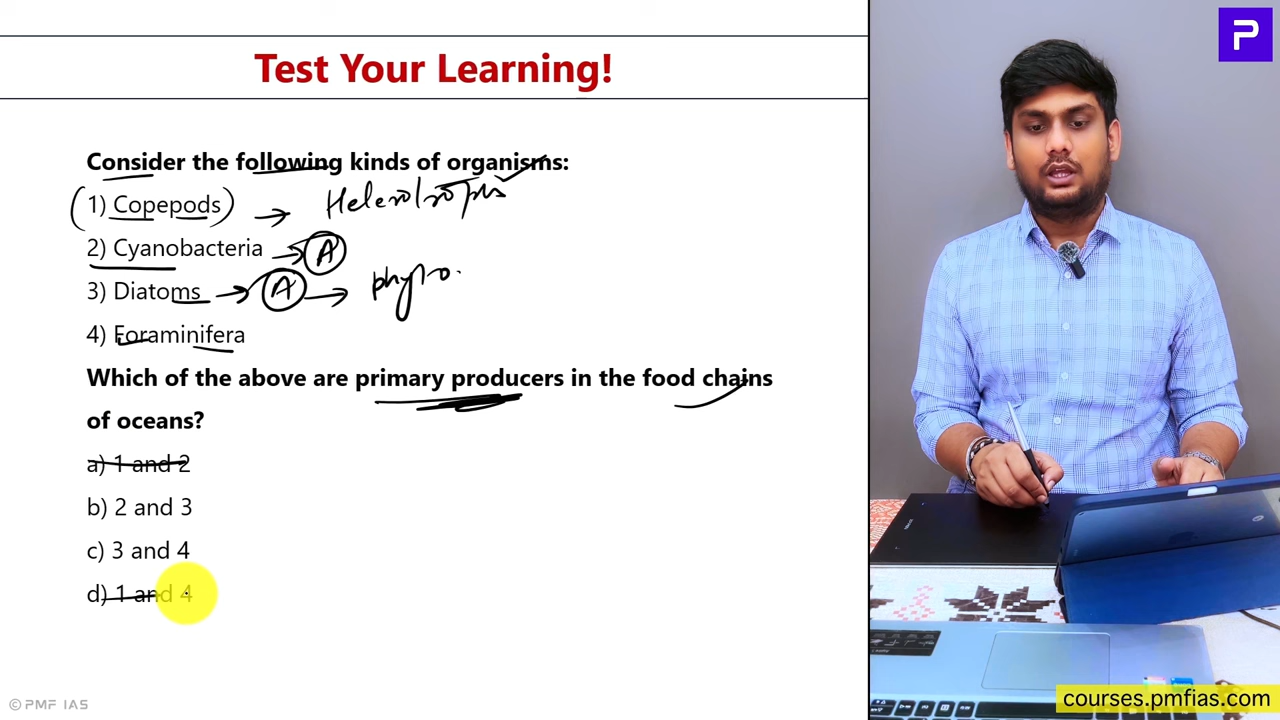 P
Test Your Learning!
Consider the following kinds of organisms:
1) Copepods → Heterotrophs
2) Cyanobacteria → A
3) Diatoms → A → phyto.
4) Foraminifera
Which of the above are primary producers in the food chains
of oceans?
a) 1 and 2
b) 2 and 3
c) 3 and 4
d) 1 and 4
© PMF IAS
courses.pmfias.com